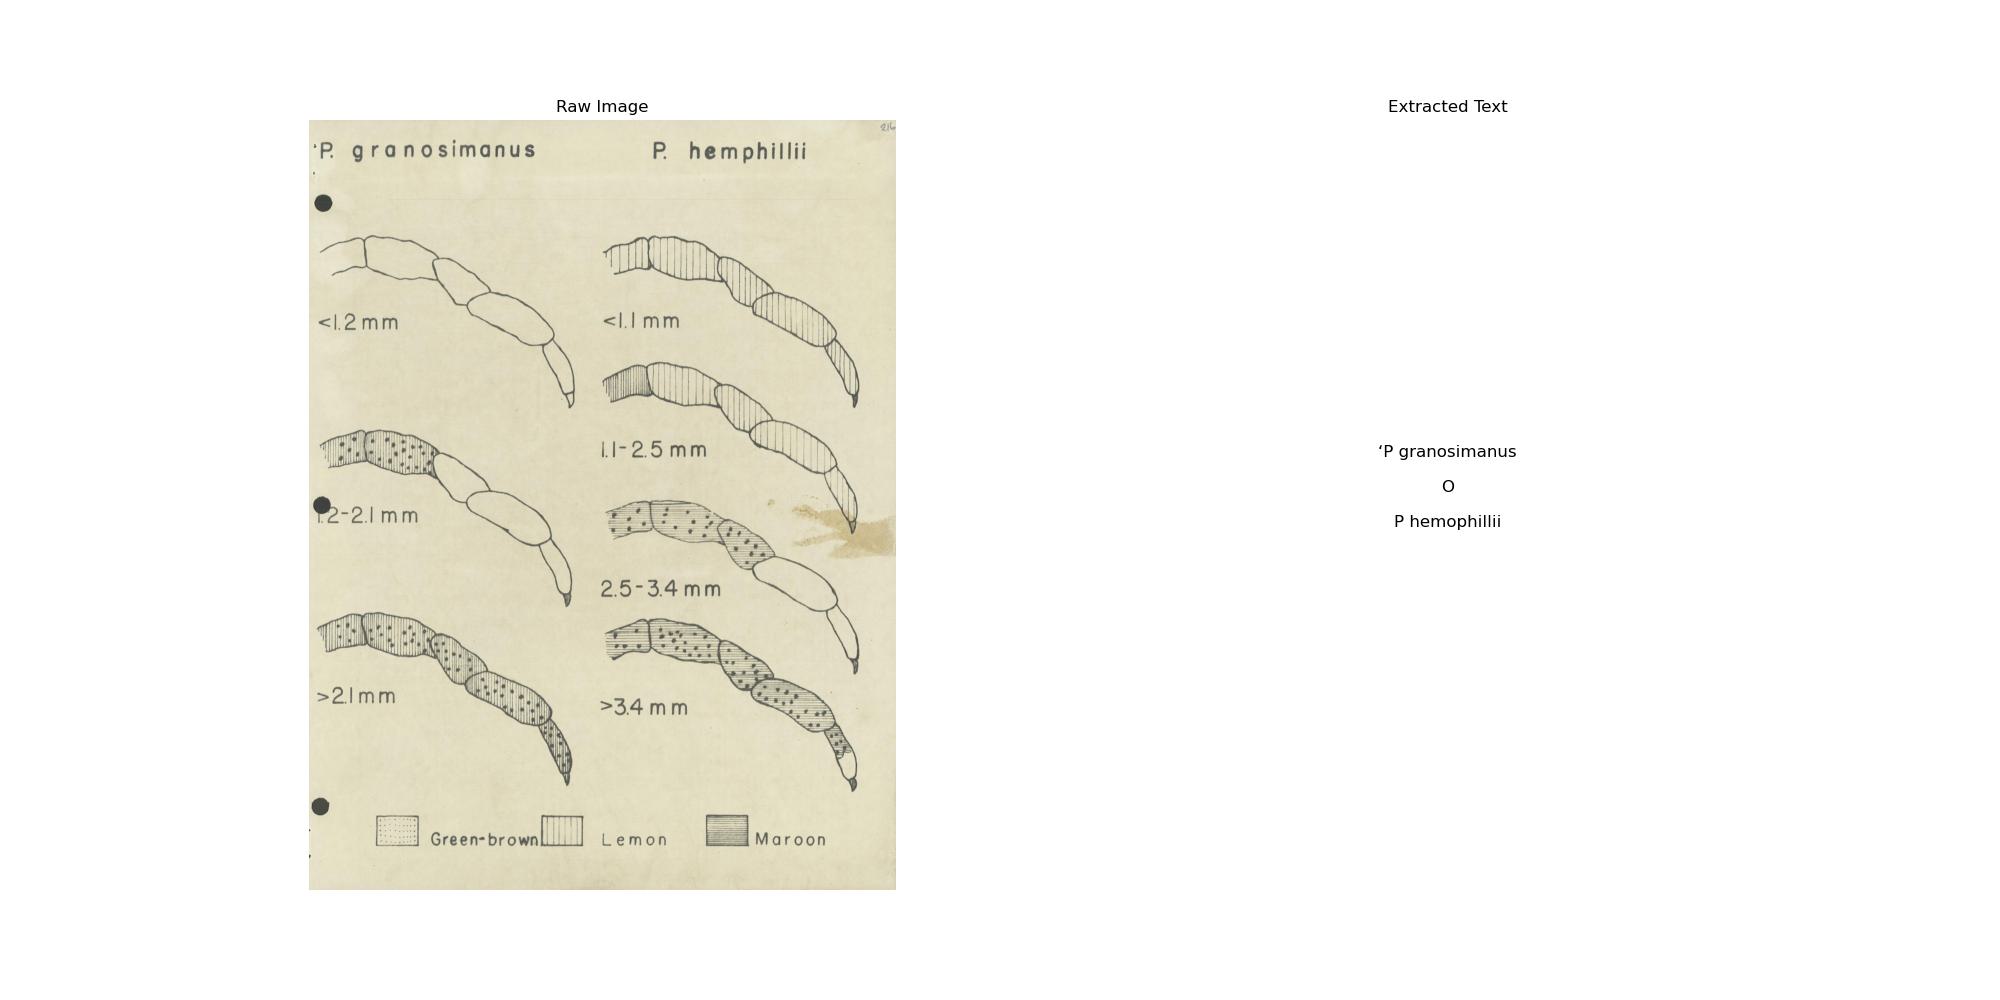 Raw Image
Extracted Text
216
‘P. granosimanus
P. hemphillii
<1.2 mm
<1.1 mm
1.1-2.5 mm
1.2-2.1 mm
2.5-3.4 mm
>2.1 mm
>3.4 mm
Green-brown
Lemon
Maroon
‘P granosimanus
O
P hemophillii